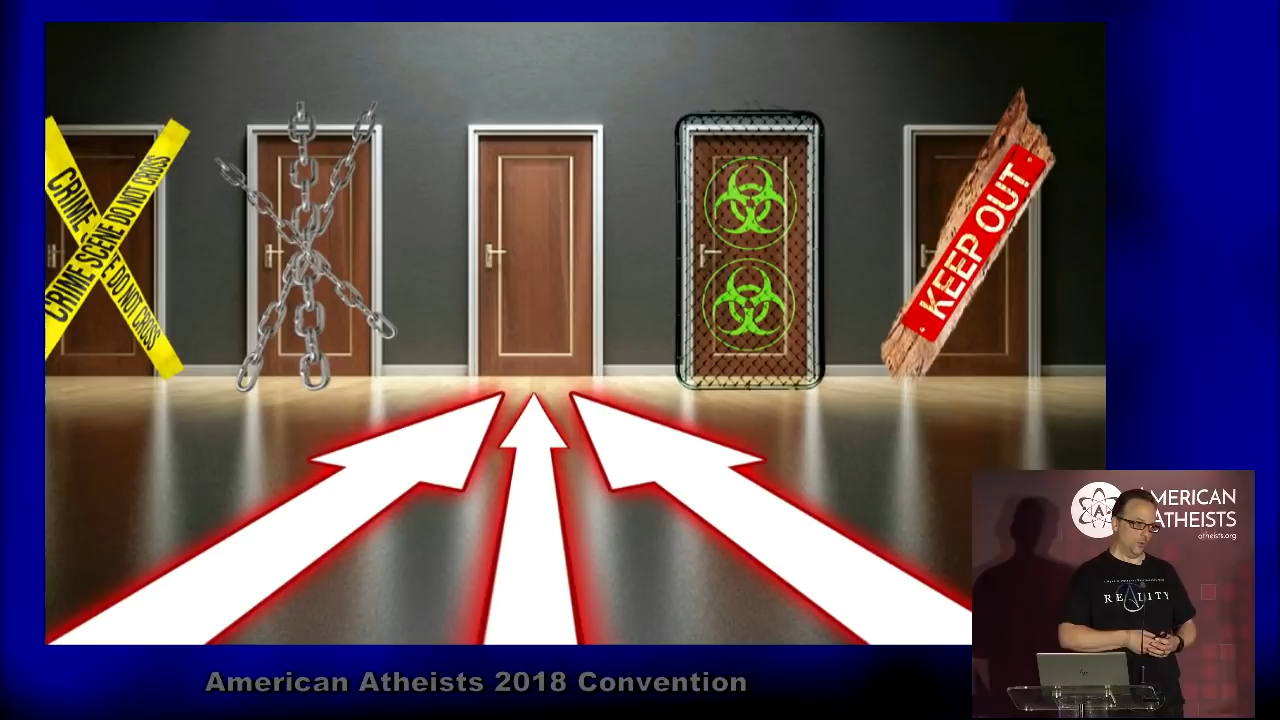 CRIME SCENE DO NOT CROSS
CRIME
E DO NOT CROSS
KEEP OUT
AMERICAN
ATHEISTS
atheists.org
REALITY
American Atheists 2018 Convention